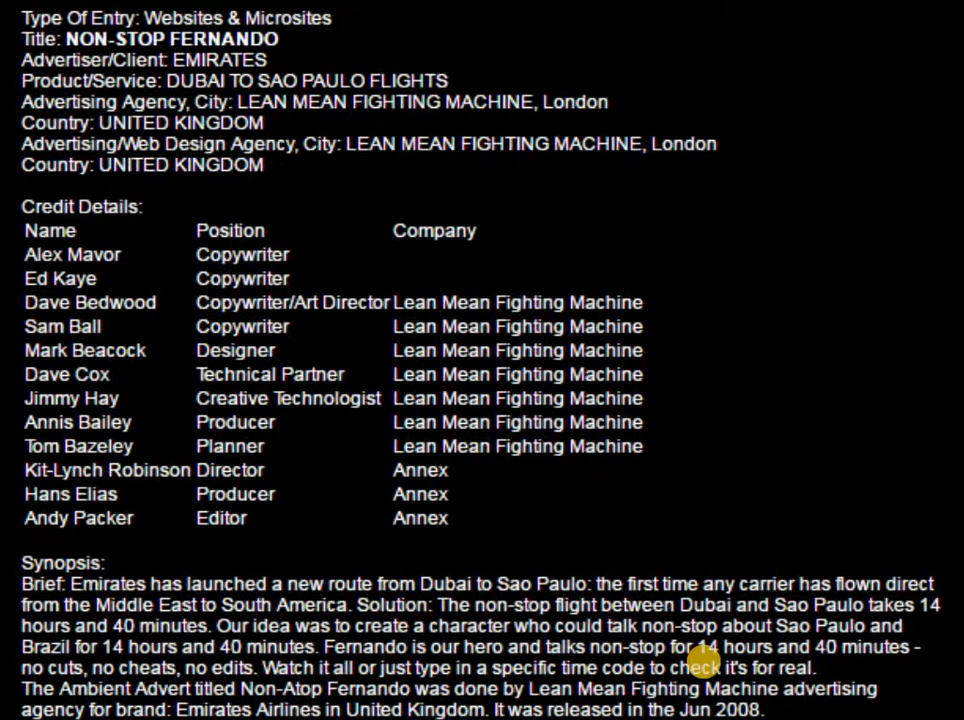 Type Of Entry: Websites & Microsites
Title: NON-STOP FERNANDO
Advertiser/Client: EMIRATES
Product/Service: DUBAI TO SAO PAULO FLIGHTS
Advertising Agency, City: LEAN MEAN FIGHTING MACHINE, London
Country: UNITED KINGDOM
Advertising/Web Design Agency, City: LEAN MEAN FIGHTING MACHINE, London
Country: UNITED KINGDOM
Credit Details:
Name Position Company
Alex Mavor Copywriter
Ed Kaye Copywriter
Dave Bedwood Copywriter/Art Director Lean Mean Fighting Machine
Sam Ball Copywriter Lean Mean Fighting Machine
Mark Beacock Designer Lean Mean Fighting Machine
Dave Cox Technical Partner Lean Mean Fighting Machine
Jimmy Hay Creative Technologist Lean Mean Fighting Machine
Annis Bailey Producer Lean Mean Fighting Machine
Tom Bazeley Planner Lean Mean Fighting Machine
Kit-Lynch Robinson Director Annex
Hans Elias Producer Annex
Andy Packer Editor Annex
Synopsis:
Brief: Emirates has launched a new route from Dubai to Sao Paulo: the first time any carrier has flown direct
from the Middle East to South America. Solution: The non-stop flight between Dubai and Sao Paulo takes 14
hours and 40 minutes. Our idea was to create a character who could talk non-stop about Sao Paulo and
Brazil for 14 hours and 40 minutes. Fernando is our hero and talks non-stop for 14 hours and 40 minutes -
no cuts, no cheats, no edits. Watch it all or just type in a specific time code to check it's for real.
The Ambient Advert titled Non-Atop Fernando was done by Lean Mean Fighting Machine advertising
agency for brand: Emirates Airlines in United Kingdom. It was released in the Jun 2008.